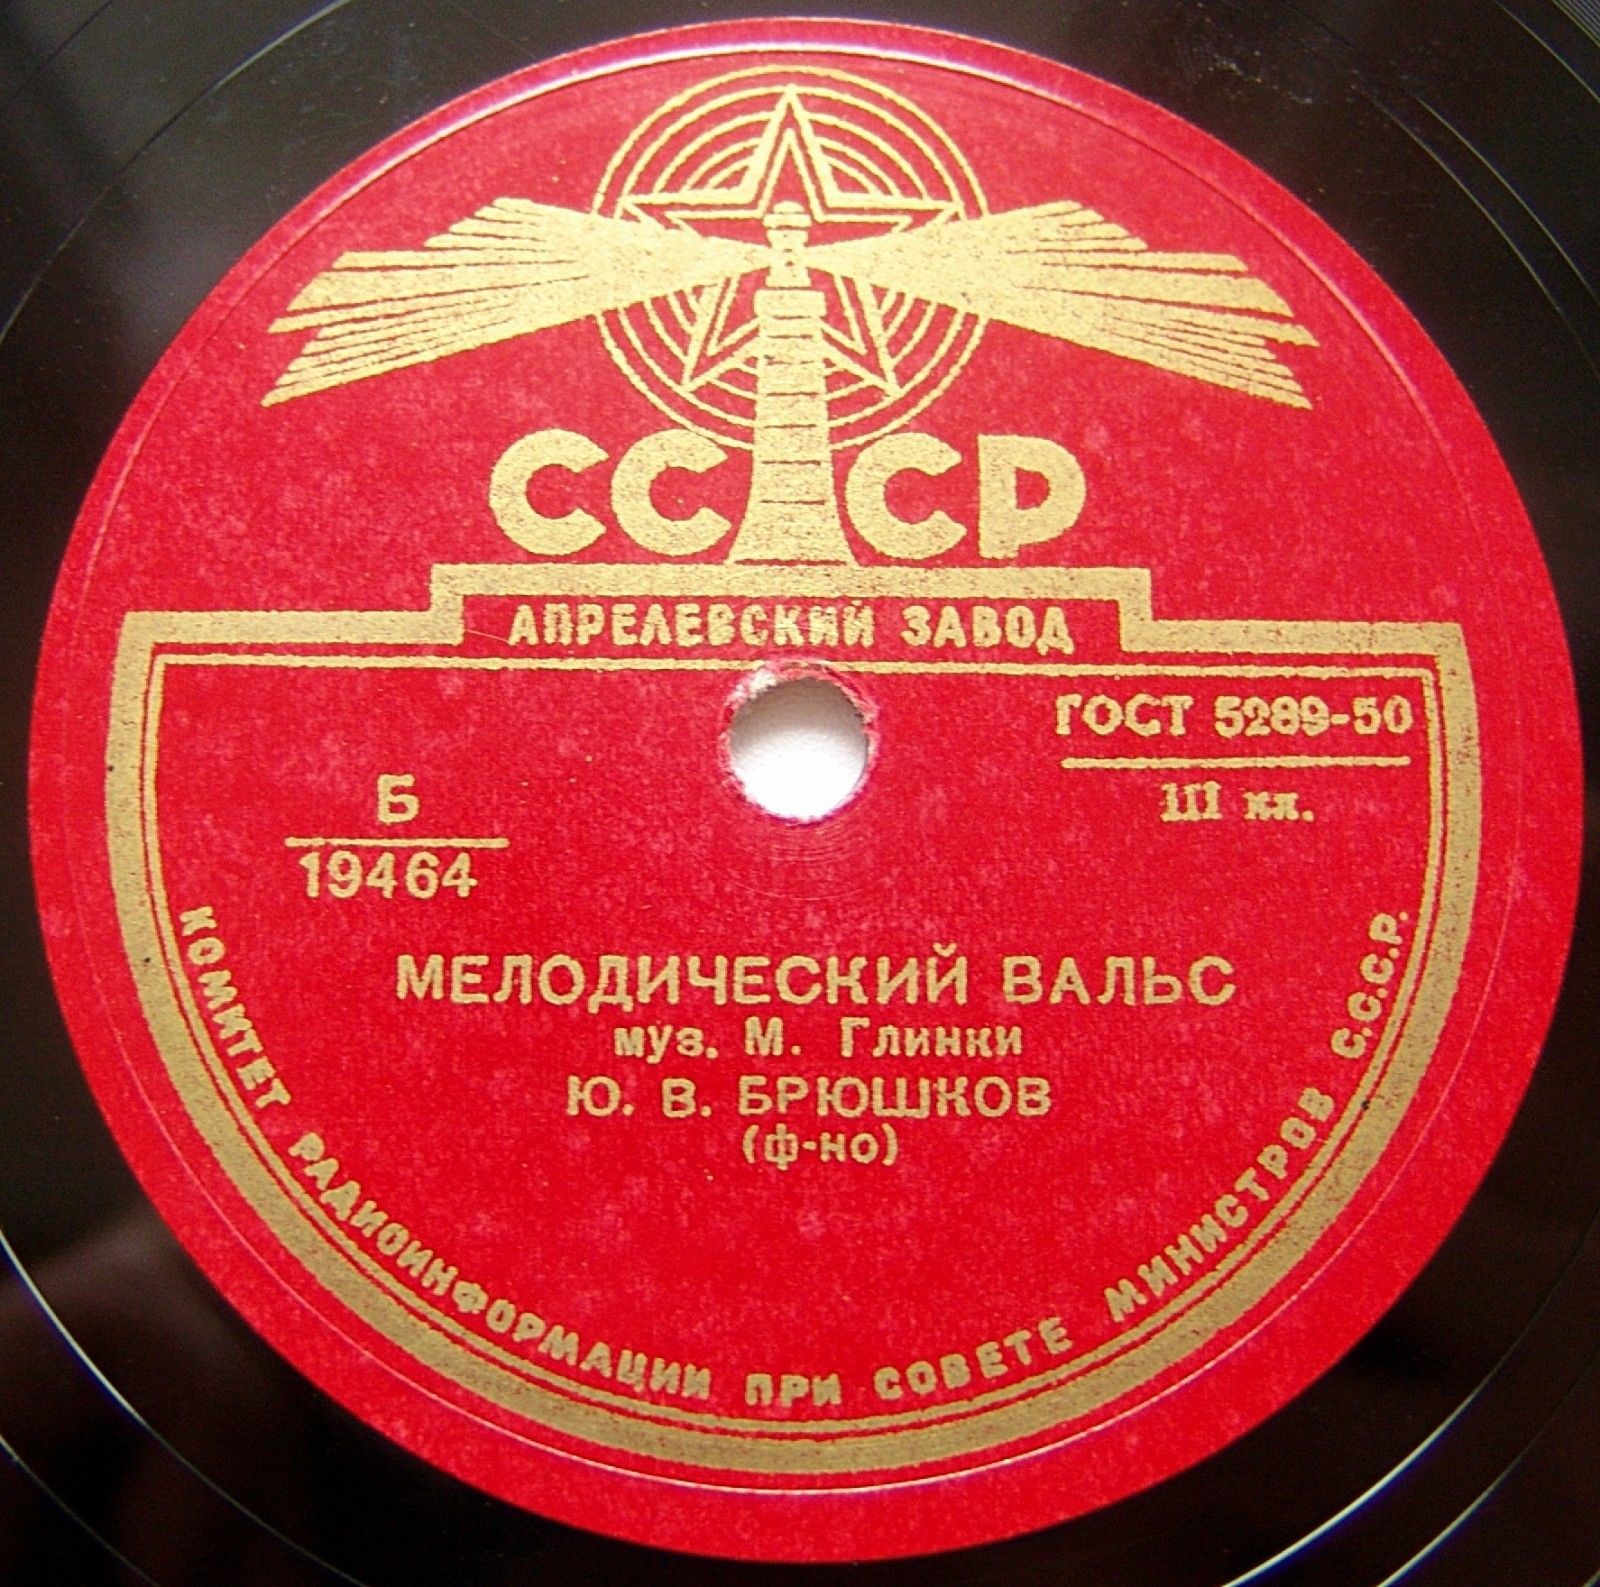 СССР
АПРЕЛЕВСКИЙ ЗАВОД
ГОСТ 5289-50
III кл.
Б
19464
МЕЛОДИЧЕСКИЙ ВАЛЬС
муз. М. Глинки
Ю. В. БРЮШКОВ
(ф-но)
КОМИТЕТ РАДИОИНФОРМАЦИИ ПРИ СОВЕТЕ МИНИСТРОВ С.С.С.Р.